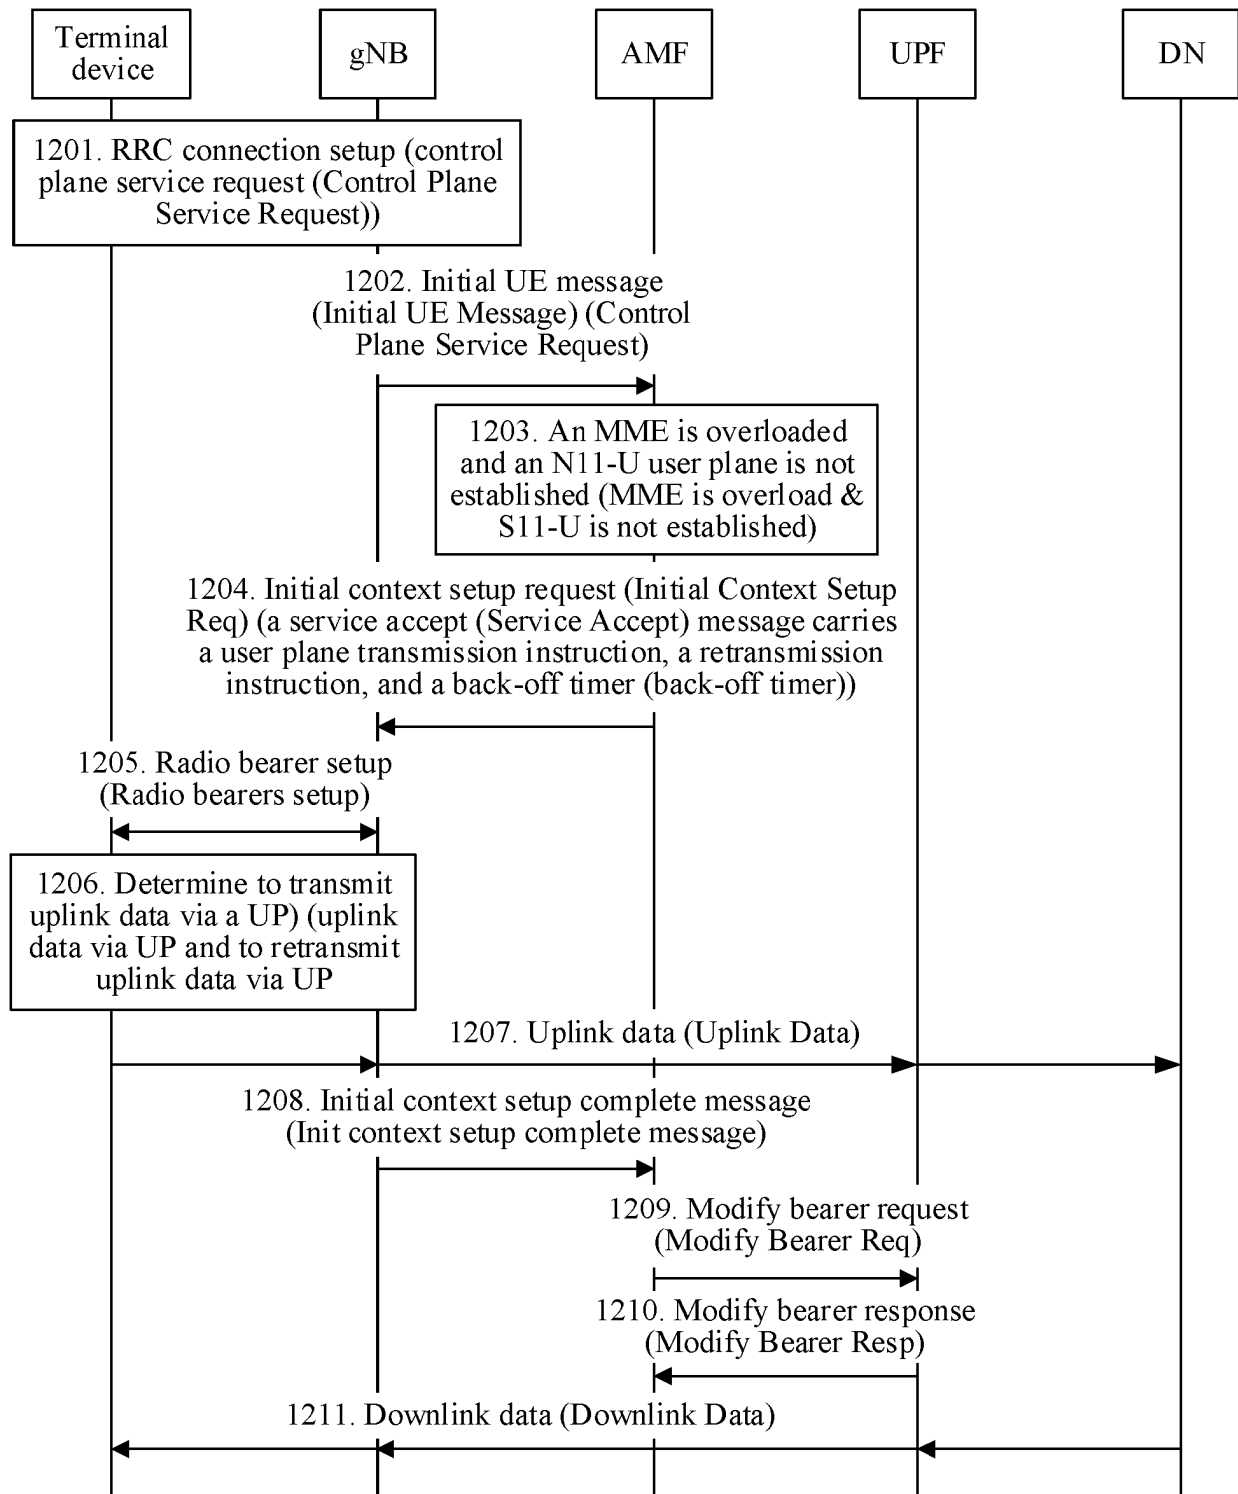 Terminal
device
gNB
AMF
UPF
DN
1201. RRC connection setup (control
plane service request (Control Plane
Service Request))
1202. Initial UE message
(Initial UE Message) (Control
Plane Service Request)
1203. An MME is overloaded
and an N11-U user plane is not
established (MME is overload &
S11-U is not established)
1204. Initial context setup request (Initial Context Setup
Req) (a service accept (Service Accept) message carries
a user plane transmission instruction, a retransmission
instruction, and a back-off timer (back-off timer))
1205. Radio bearer setup
(Radio bearers setup)
1206. Determine to transmit
uplink data via a UP) (uplink
data via UP and to retransmit
uplink data via UP
1207. Uplink data (Uplink Data)
1208. Initial context setup complete message
(Init context setup complete message)
1209. Modify bearer request
(Modify Bearer Req)
1210. Modify bearer response
(Modify Bearer Resp)
1211. Downlink data (Downlink Data)